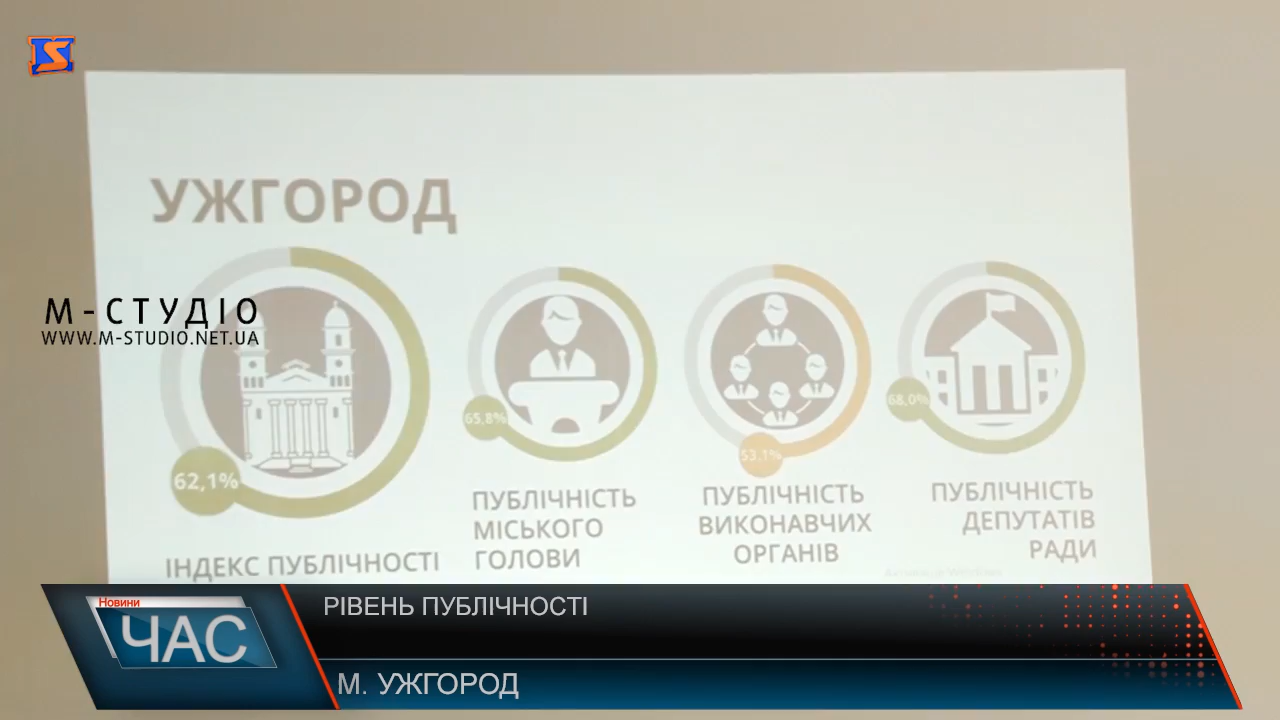 УЖГОРОД
М-СТУДІО
WWW.M-STUDIO.NET.UA
62,1%
65,8%
53,1%
68,0%
ІНДЕКС ПУБЛІЧНОСТІ
ПУБЛІЧНІСТЬ
МІСЬКОГО
ГОЛОВИ
ПУБЛІЧНІСТЬ
ВИКОНАВЧИХ
ОРГАНІВ
ПУБЛІЧНІСТЬ
ДЕПУТАТІВ
РАДИ
Новини
ЧАС
РІВЕНЬ ПУБЛІЧНОСТІ
М. УЖГОРОД